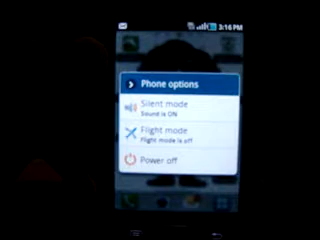 3:16 PM
Phone options
Silent mode
Sound is ON
Flight mode
Flight mode is off
Power off